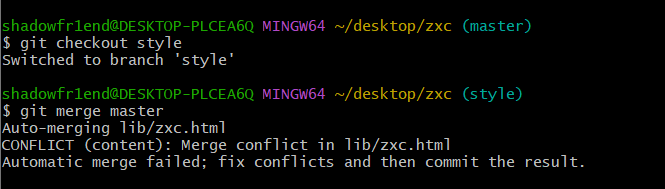 shadowfr1end@DESKTOP-PLCEA6Q MINGW64 ~/desktop/zxc (master)
$ git checkout style
Switched to branch 'style'
shadowfr1end@DESKTOP-PLCEA6Q MINGW64 ~/desktop/zxc (style)
$ git merge master
Auto-merging lib/zxc.html
CONFLICT (content): Merge conflict in lib/zxc.html
Automatic merge failed; fix conflicts and then commit the result.